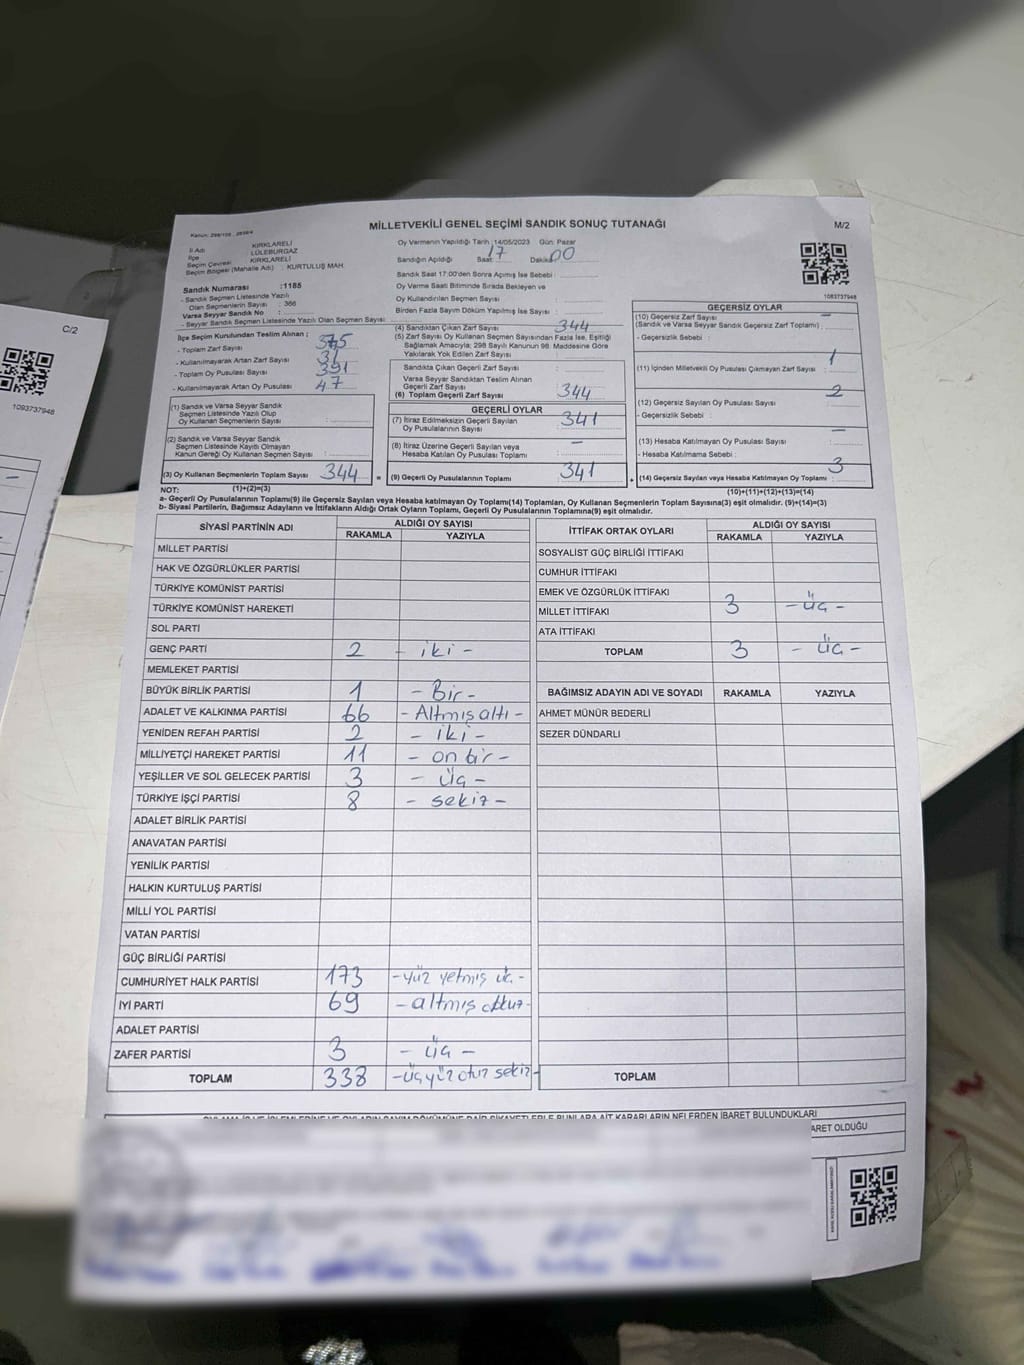 C/2
1093737948
MİLLETVEKİLİ GENEL SEÇİMİ SANDIK SONUÇ TUTANAĞI
M/2
İl Adı : KIRKLARELİ
İlçe : LÜLEBURGAZ
Seçim Çevresi : KIRKLARELİ
Seçim Bölgesi (Mahalle Adı) : KURTULUŞ MAH.
Sandık Numarası :1185
- Sandık Seçmen Listesinde Yazılı
Olan Seçmenlerin Sayısı : 366
Varsa Seyyar Sandık No :
- Seyyar Sandık Seçmen Listesinde Yazılı Olan Seçmen Sayısı :
Oy Vermenin Yapıldığı Tarih :14/05/2023 Gün: Pazar
Sandığın Açıldığı Saat: 17 Dakika: 00
Sandık Saat 17:00'den Sonra Açımış İse Sebebi :
Oy Verme Saati Bitiminde Sırada Bekleyen ve
Oy Kullandırılan Seçmen Sayısı :
Birden Fazla Sayım Döküm Yapılmış İse Sayısı :
1093737948
İlçe Seçim Kurulundan Teslim Alınan ;
- Toplam Zarf Sayısı
- Kullanılmayarak Artan Zarf Sayısı : 31
- Toplam Oy Pusulası Sayısı : 391
- Kullanılmayarak Artan Oy Pusulası : 47
(1) Sandık ve Varsa Seyyar Sandık
Seçmen Listesinde Yazılı Olup
Oy Kullanan Seçmenlerin Sayısı :
(2) Sandık ve Varsa Seyyar Sandık
Seçmen Listesinde Kayıtlı Olmayan
Kanun Gereği Oy Kullanan Seçmen Sayısı :
(3) Oy Kullanan Seçmenlerin Toplam Sayısı : 344
(1)+(2)=(3)
(4) Sandıktan Çıkan Zarf Sayısı : 344
(5) Zarf Sayısı Oy Kullanan Seçmen Sayısından Fazla İse, Eşitliği
Sağlamak Amacıyla; 298 Sayılı Kanunun 98. Maddesine Göre
Yakılarak Yok Edilen Zarf Sayısı :
Sandıkta Çıkan Geçerli Zarf Sayısı :
Varsa Seyyar Sandıktan Teslim Alınan
Geçerli Zarf Sayısı :
(6) Toplam Geçerli Zarf Sayısı : 344
GEÇERLİ OYLAR
(7) İtiraz Edilmeksizin Geçerli Sayılan
Oy Pusulalarının Sayısı : 341
(8) İtiraz Üzerine Geçerli Sayılan veya
Hesaba Katılan Oy Pusulası Toplamı : –
= (9) Geçerli Oy Pusulalarının Toplamı : 341
GEÇERSİZ OYLAR
(10) Geçersiz Zarf Sayısı –
(Sandık ve Varsa Seyyar Sandık Geçersiz Zarf Toplamı) :
- Geçersizlik Sebebi :
(11) İçinden Milletvekili Oy Pusulası Çıkmayan Zarf Sayısı : 1
(12) Geçersiz Sayılan Oy Pusulası Sayısı : 2
- Geçersizlik Sebebi :
(13) Hesaba Katılmayan Oy Pusulası Sayısı : –
- Hesaba Katılmama Sebebi :
+ (14) Geçersiz Sayılan veya Hesaba Katılmayan Oy Toplamı : 3
(10)+(11)+(12)+(13)=(14)
NOT:
a- Geçerli Oy Pusulalarının Toplamı(9) ile Geçersiz Sayılan veya Hesaba katılmayan Oy Toplamı(14) Toplamları, Oy Kullanan Seçmenlerin Toplam Sayısına(3) eşit olmalıdır. (9)+(14)=(3)
b- Siyasi Partilerin, Bağımsız Adayların ve İttifakların Aldığı Ortak Oyların Toplamı, Geçerli Oy Pusulalarının Toplamına(9) eşit olmalıdır.
SİYASİ PARTİNİN ADI ALDIĞI OY SAYISI
RAKAMLA YAZIYLA
MİLLET PARTİSİ
HAK VE ÖZGÜRLÜKLER PARTİSİ
TÜRKİYE KOMÜNİST PARTİSİ
TÜRKİYE KOMÜNİST HAREKETİ
SOL PARTİ
GENÇ PARTİ 2 - iki -
MEMLEKET PARTİSİ
BÜYÜK BİRLİK PARTİSİ 1 - Bir -
ADALET VE KALKINMA PARTİSİ 66 - Altmış altı -
YENİDEN REFAH PARTİSİ 2 - iki -
MİLLİYETÇİ HAREKET PARTİSİ 11 - on bir -
YEŞİLLER VE SOL GELECEK PARTİSİ 3 - üç -
TÜRKİYE İŞÇİ PARTİSİ 8 - sekiz -
ADALET BİRLİK PARTİSİ
ANAVATAN PARTİSİ
YENİLİK PARTİSİ
HALKIN KURTULUŞ PARTİSİ
MİLLİ YOL PARTİSİ
VATAN PARTİSİ
GÜÇ BİRLİĞİ PARTİSİ
CUMHURİYET HALK PARTİSİ 173 - yüz yetmiş üç -
İYİ PARTİ 69 - altmış dokuz -
ADALET PARTİSİ
ZAFER PARTİSİ 3 - üç -
TOPLAM 338 - üçyüz otuz sekiz -
İTTİFAK ORTAK OYLARI ALDIĞI OY SAYISI
RAKAMLA YAZIYLA
SOSYALİST GÜÇ BİRLİĞİ İTTİFAKI
CUMHUR İTTİFAKI
EMEK VE ÖZGÜRLÜK İTTİFAKI
MİLLET İTTİFAKI 3 - üç -
ATA İTTİFAKI
TOPLAM 3 - üç -
BAĞIMSIZ ADAYIN ADI VE SOYADI RAKAMLA YAZIYLA
AHMET MÜNÜR BEDERLİ
SEZER DÜNDARLI
TOPLAM
OYLAMA İŞ VE İŞLEMLERİNE VE OYLARIN SAYIM DÖKÜMÜNE DAİR ŞİKAYETLERLE BUNLARA AİT KARARLARIN NELERDEN İBARET BULUNDUKLARI
ARET OLDUĞU